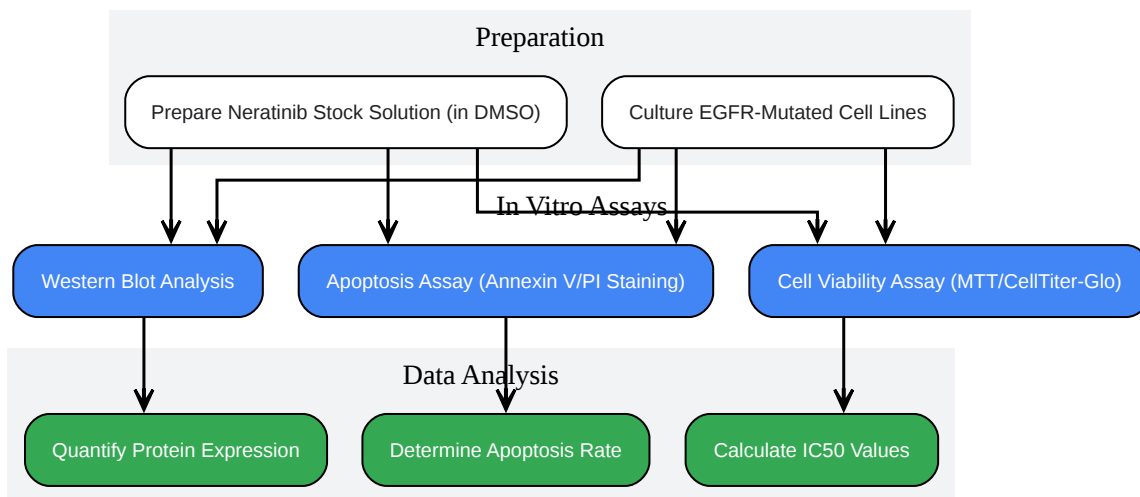 Preparation
Prepare Neratinib Stock Solution (in DMSO)
Culture EGFR-Mutated Cell Lines
In Vitro Assays
Western Blot Analysis
Apoptosis Assay (Annexin V/PI Staining)
Cell Viability Assay (MTT/CellTiter-Glo)
Data Analysis
Quantify Protein Expression
Determine Apoptosis Rate
Calculate IC50 Values